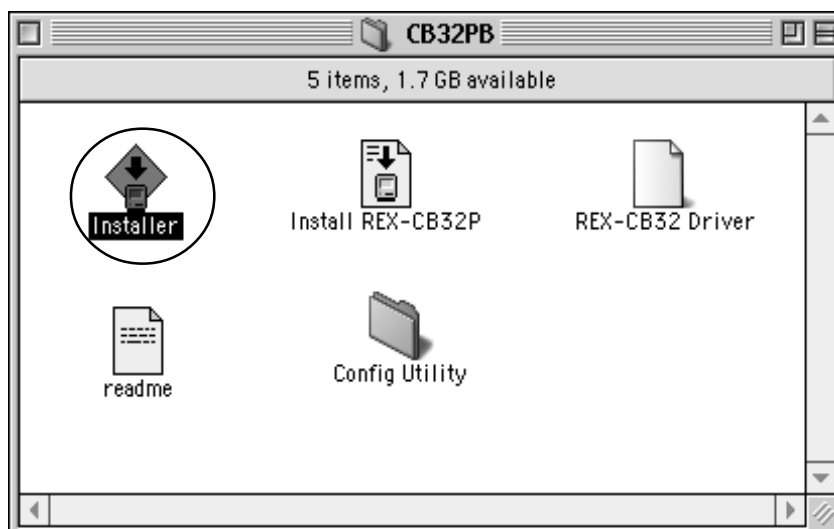 CB32PB
5 items, 1.7 GB available
Installer
Install REX-CB32P
REX-CB32 Driver
readme
Config Utility